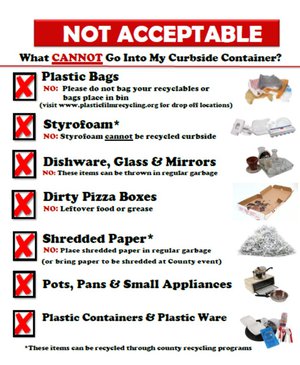 NOT ACCEPTABLE
What CANNOT Go Into My Curbside Container?
Plastic Bags
NO: Please do not bag your recyclables or
bags place in bin
(visit www.plasticfilmrecycling.org for drop off locations)
Styrofoam*
NO: Styrofoam cannot be recycled curbside
Dishware, Glass & Mirrors
NO: These items can be thrown in regular garbage
Dirty Pizza Boxes
NO: Leftover food or grease
Shredded Paper*
NO: Place shredded paper in regular garbage
(or bring paper to be shredded at County event)
Pots, Pans & Small Appliances
Plastic Containers & Plastic Ware
*These items can be recycled through county recycling programs